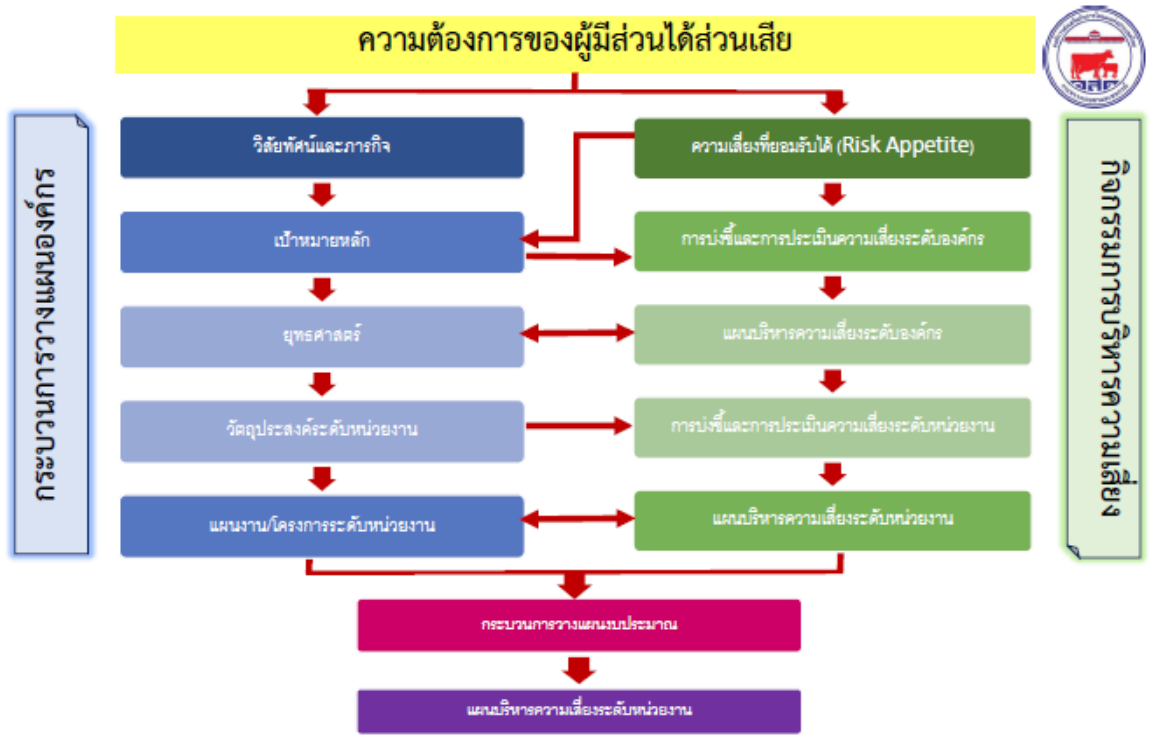 ความต้องการของผู้มีส่วนได้ส่วนเสีย
กระบวนการวางแผนองค์กร
กิจกรรมการบริหารความเสี่ยง
วิสัยทัศน์และภารกิจ
ความเสี่ยงที่ยอมรับได้ (Risk Appetite)
เป้าหมายหลัก
การบ่งชี้และการประเมินความเสี่ยงระดับองค์กร
ยุทธศาสตร์
แผนบริหารความเสี่ยงระดับองค์กร
วัตถุประสงค์ระดับหน่วยงาน
การบ่งชี้และการประเมินความเสี่ยงระดับหน่วยงาน
แผนงาน/โครงการระดับหน่วยงาน
แผนบริหารความเสี่ยงระดับหน่วยงาน
กระบวนการวางแผนงบประมาณ
แผนบริหารความเสี่ยงระดับหน่วยงาน
อ.ส.ค.